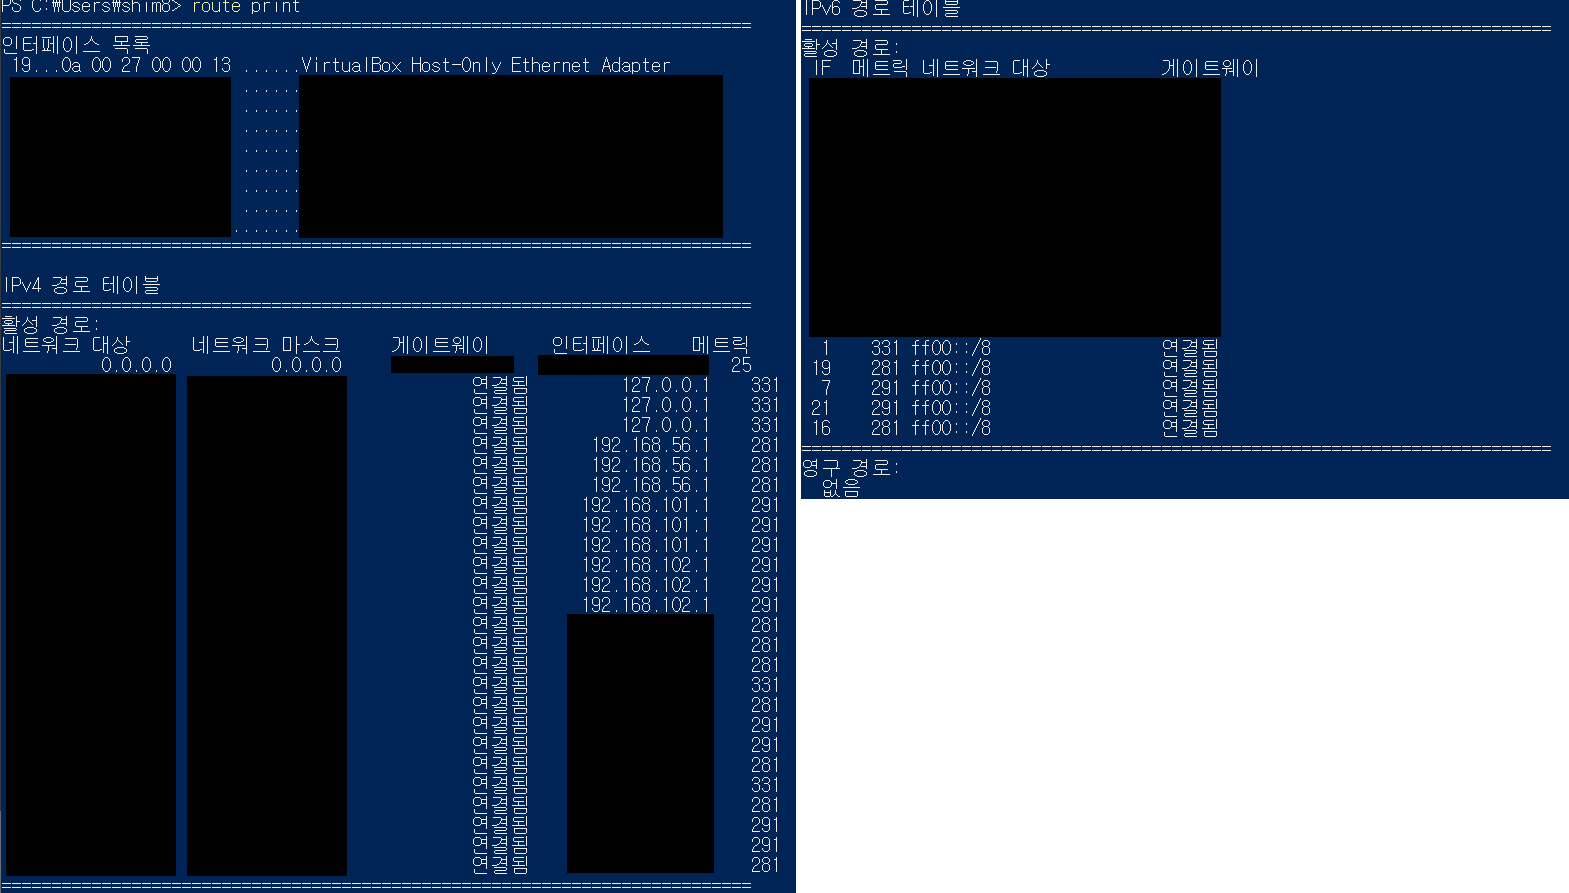 PS C:\Users\shim8> route print
===========================================================================
인터페이스 목록
19...0a 00 27 00 00 13 ......VirtualBox Host-Only Ethernet Adapter
......
......
......
......
......
......
......
.......
===========================================================================
IPv4 경로 테이블
===========================================================================
활성 경로:
네트워크 대상 네트워크 마스크 게이트웨이 인터페이스 메트릭
0.0.0.0 0.0.0.0 25
연결됨 127.0.0.1 331
연결됨 127.0.0.1 331
연결됨 127.0.0.1 331
연결됨 192.168.56.1 281
연결됨 192.168.56.1 281
연결됨 192.168.56.1 281
연결됨 192.168.101.1 291
연결됨 192.168.101.1 291
연결됨 192.168.101.1 291
연결됨 192.168.102.1 291
연결됨 192.168.102.1 291
연결됨 192.168.102.1 291
연결됨 281
연결됨 281
연결됨 281
연결됨 331
연결됨 281
연결됨 291
연결됨 291
연결됨 281
연결됨 331
연결됨 281
연결됨 291
연결됨 291
연결됨 281
===========================================================================
IPv6 경로 테이블
===========================================================================
활성 경로:
IF 메트릭 네트워크 대상 게이트웨이
1 331 ff00::/8 연결됨
19 281 ff00::/8 연결됨
7 291 ff00::/8 연결됨
21 291 ff00::/8 연결됨
16 281 ff00::/8 연결됨
===========================================================================
영구 경로:
없음